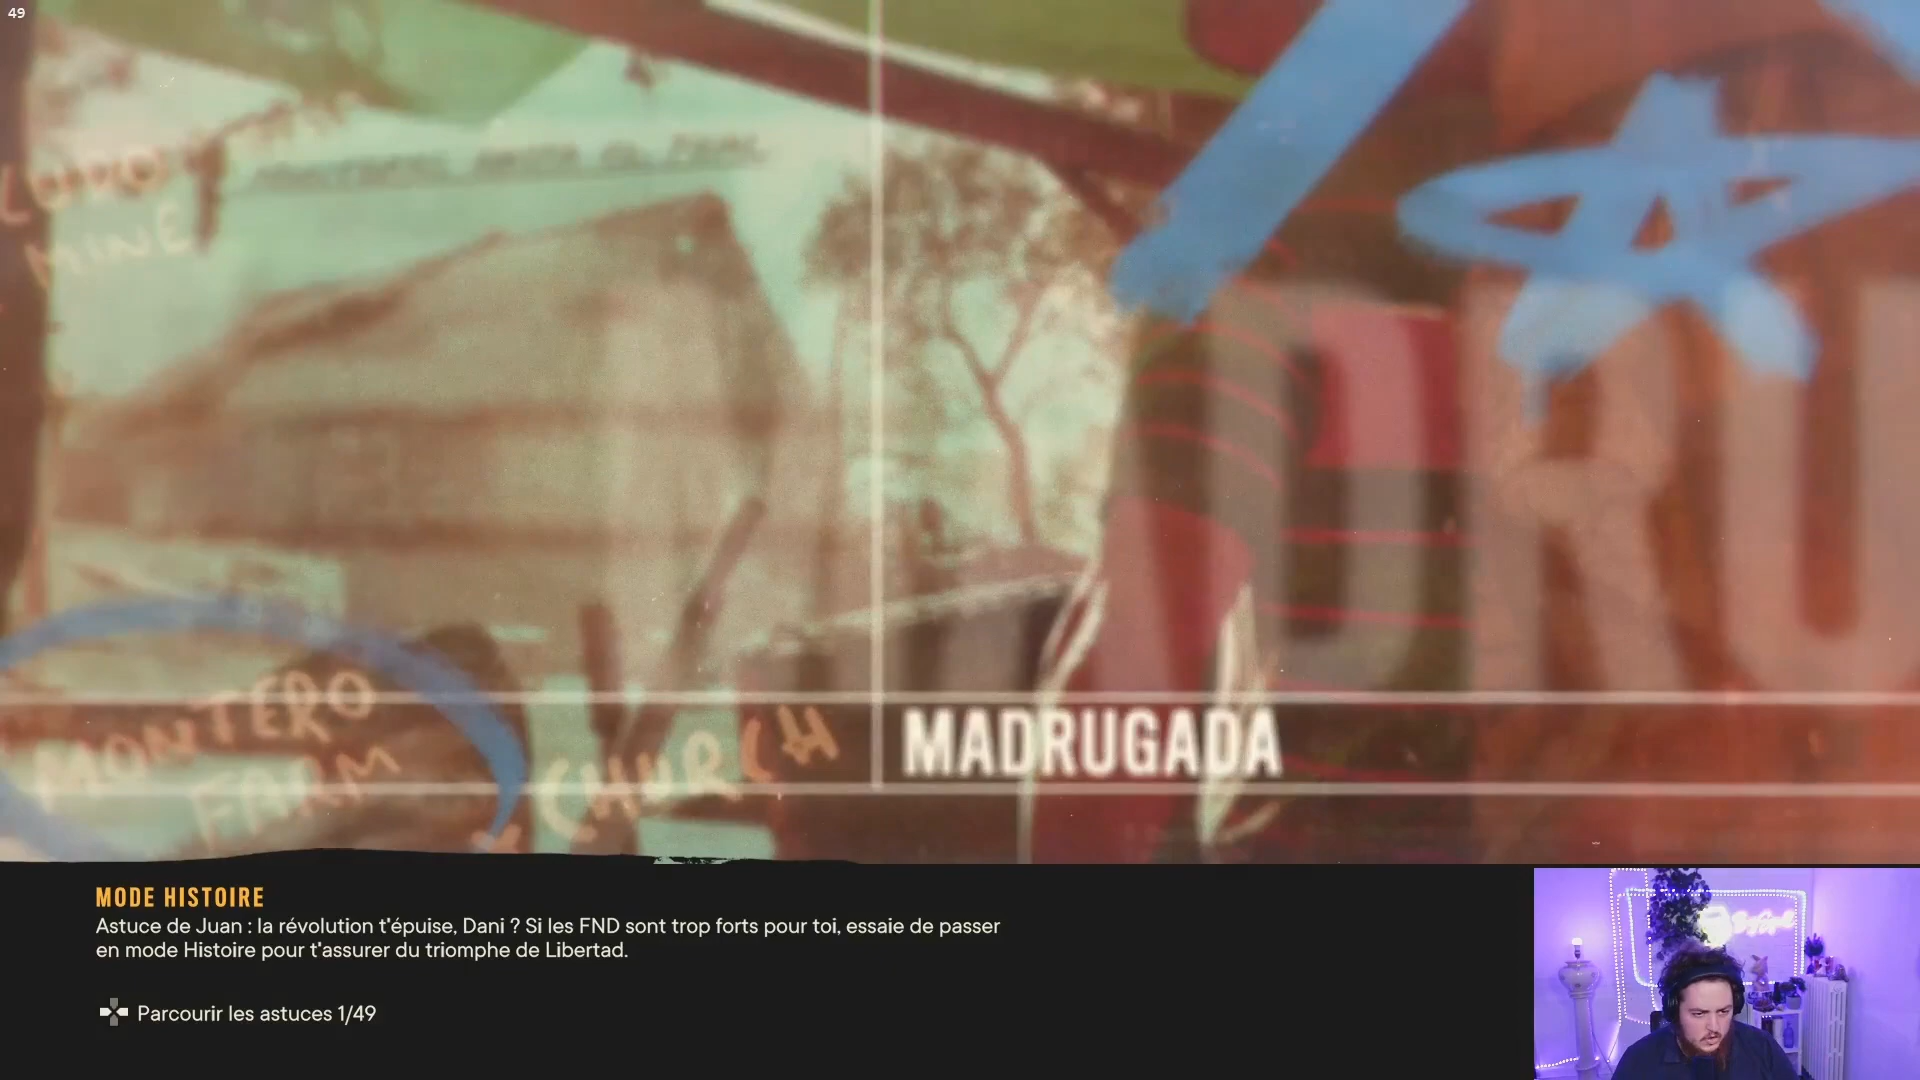 49
LORO
MINE
MONTERO
FARM
CHURCH
MADRUGADA
DRU
MODE HISTOIRE
Astuce de Juan : la révolution t'épuise, Dani ? Si les FND sont trop forts pour toi, essaie de passer
en mode Histoire pour t'assurer du triomphe de Libertad.
Parcourir les astuces 1/49